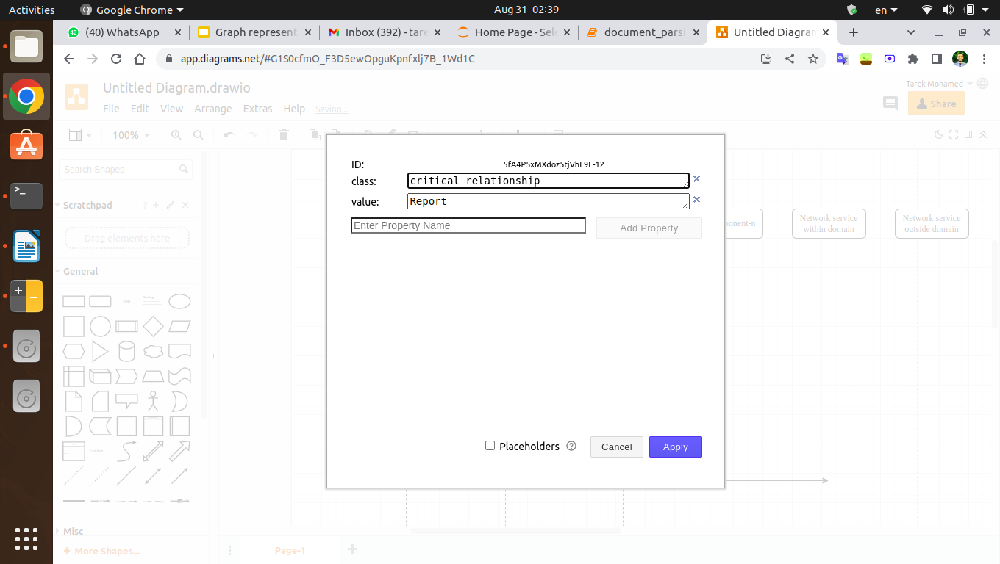 Activities
Google Chrome
Aug 31 02:39
en
(40) WhatsApp
Graph represent
Inbox (392) - tare
Home Page - Sele
document_parsi
Untitled Diagram
app.diagrams.net/#G1S0cfmO_F3D5ewOpguKpnfxlj7B_1Wd1C
Untitled Diagram.drawio
Tarek Mohamed
File Edit View Arrange Extras Help Saving...
Share
100%
Search Shapes
Scratchpad
?
Drag elements here
General
Text
Heading
List Item
Misc
+ More Shapes...
ID: 5fA4P5xMXdoz5tjVhF9F-12
class: critical relationship
value: Report
Enter Property Name
Add Property
Placeholders
Cancel
Apply
ponent-n
Network service
within domain
Network service
outside domain
Page-1